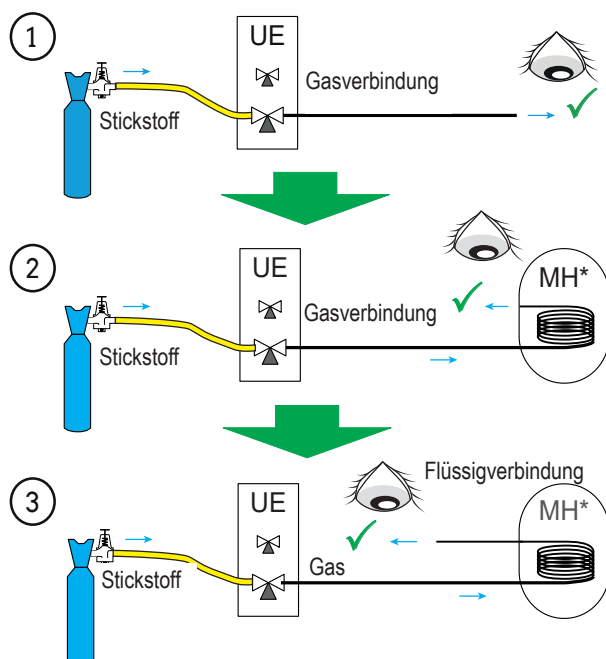 1
UE
Gasverbindung
Stickstoff
2
UE
MH*
Gasverbindung
Stickstoff
3
Flüssigverbindung
UE
MH*
Gas
Stickstoff